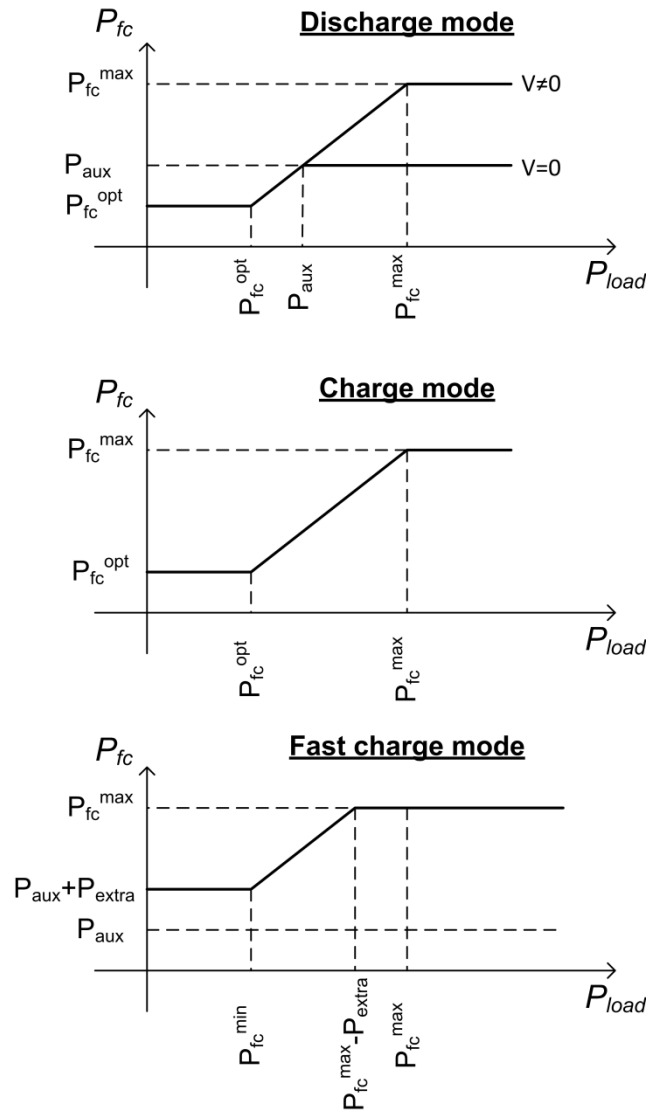 P_fc
Discharge mode
P_fc^max
V≠0
P_aux
V=0
P_fc^opt
P_fc^opt
P_aux
P_fc^max
P_load
P_fc
Charge mode
P_fc^max
P_fc^opt
P_fc^opt
P_fc^max
P_load
P_fc
Fast charge mode
P_fc^max
P_aux+P_extra
P_aux
P_fc^min
P_fc^max-P_extra
P_fc^max
P_load